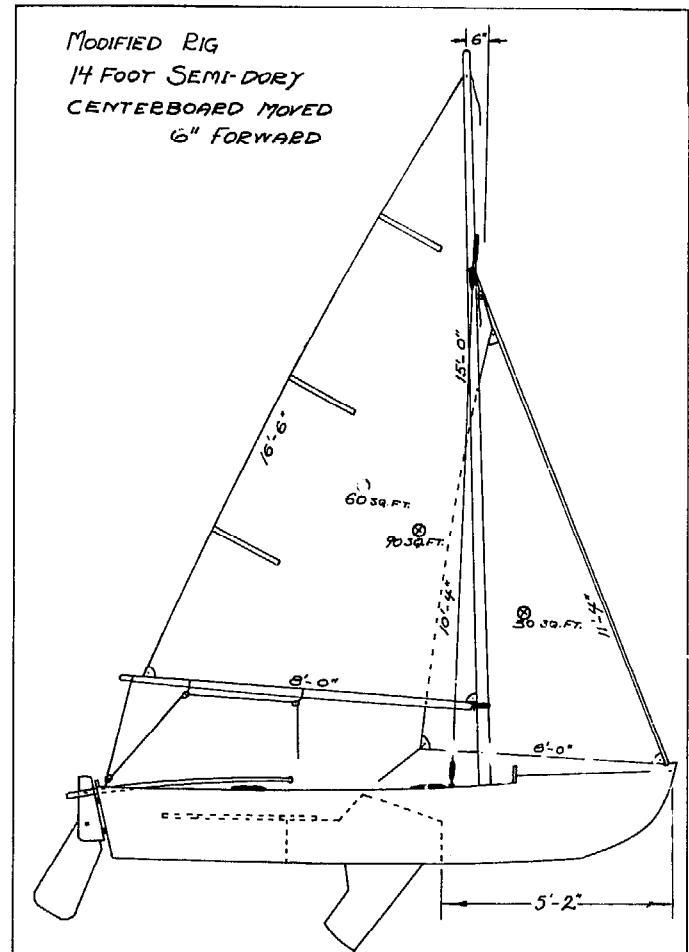 MODIFIED RIG
14 FOOT SEMI-DORY
CENTERBOARD MOVED
6" FORWARD
6"
15'-0"
16'-6"
60 SQ.FT.
90 SQ.FT.
10'-4"
30 SQ.FT.
11'-4"
8'-0"
6'-0"
5'-2"